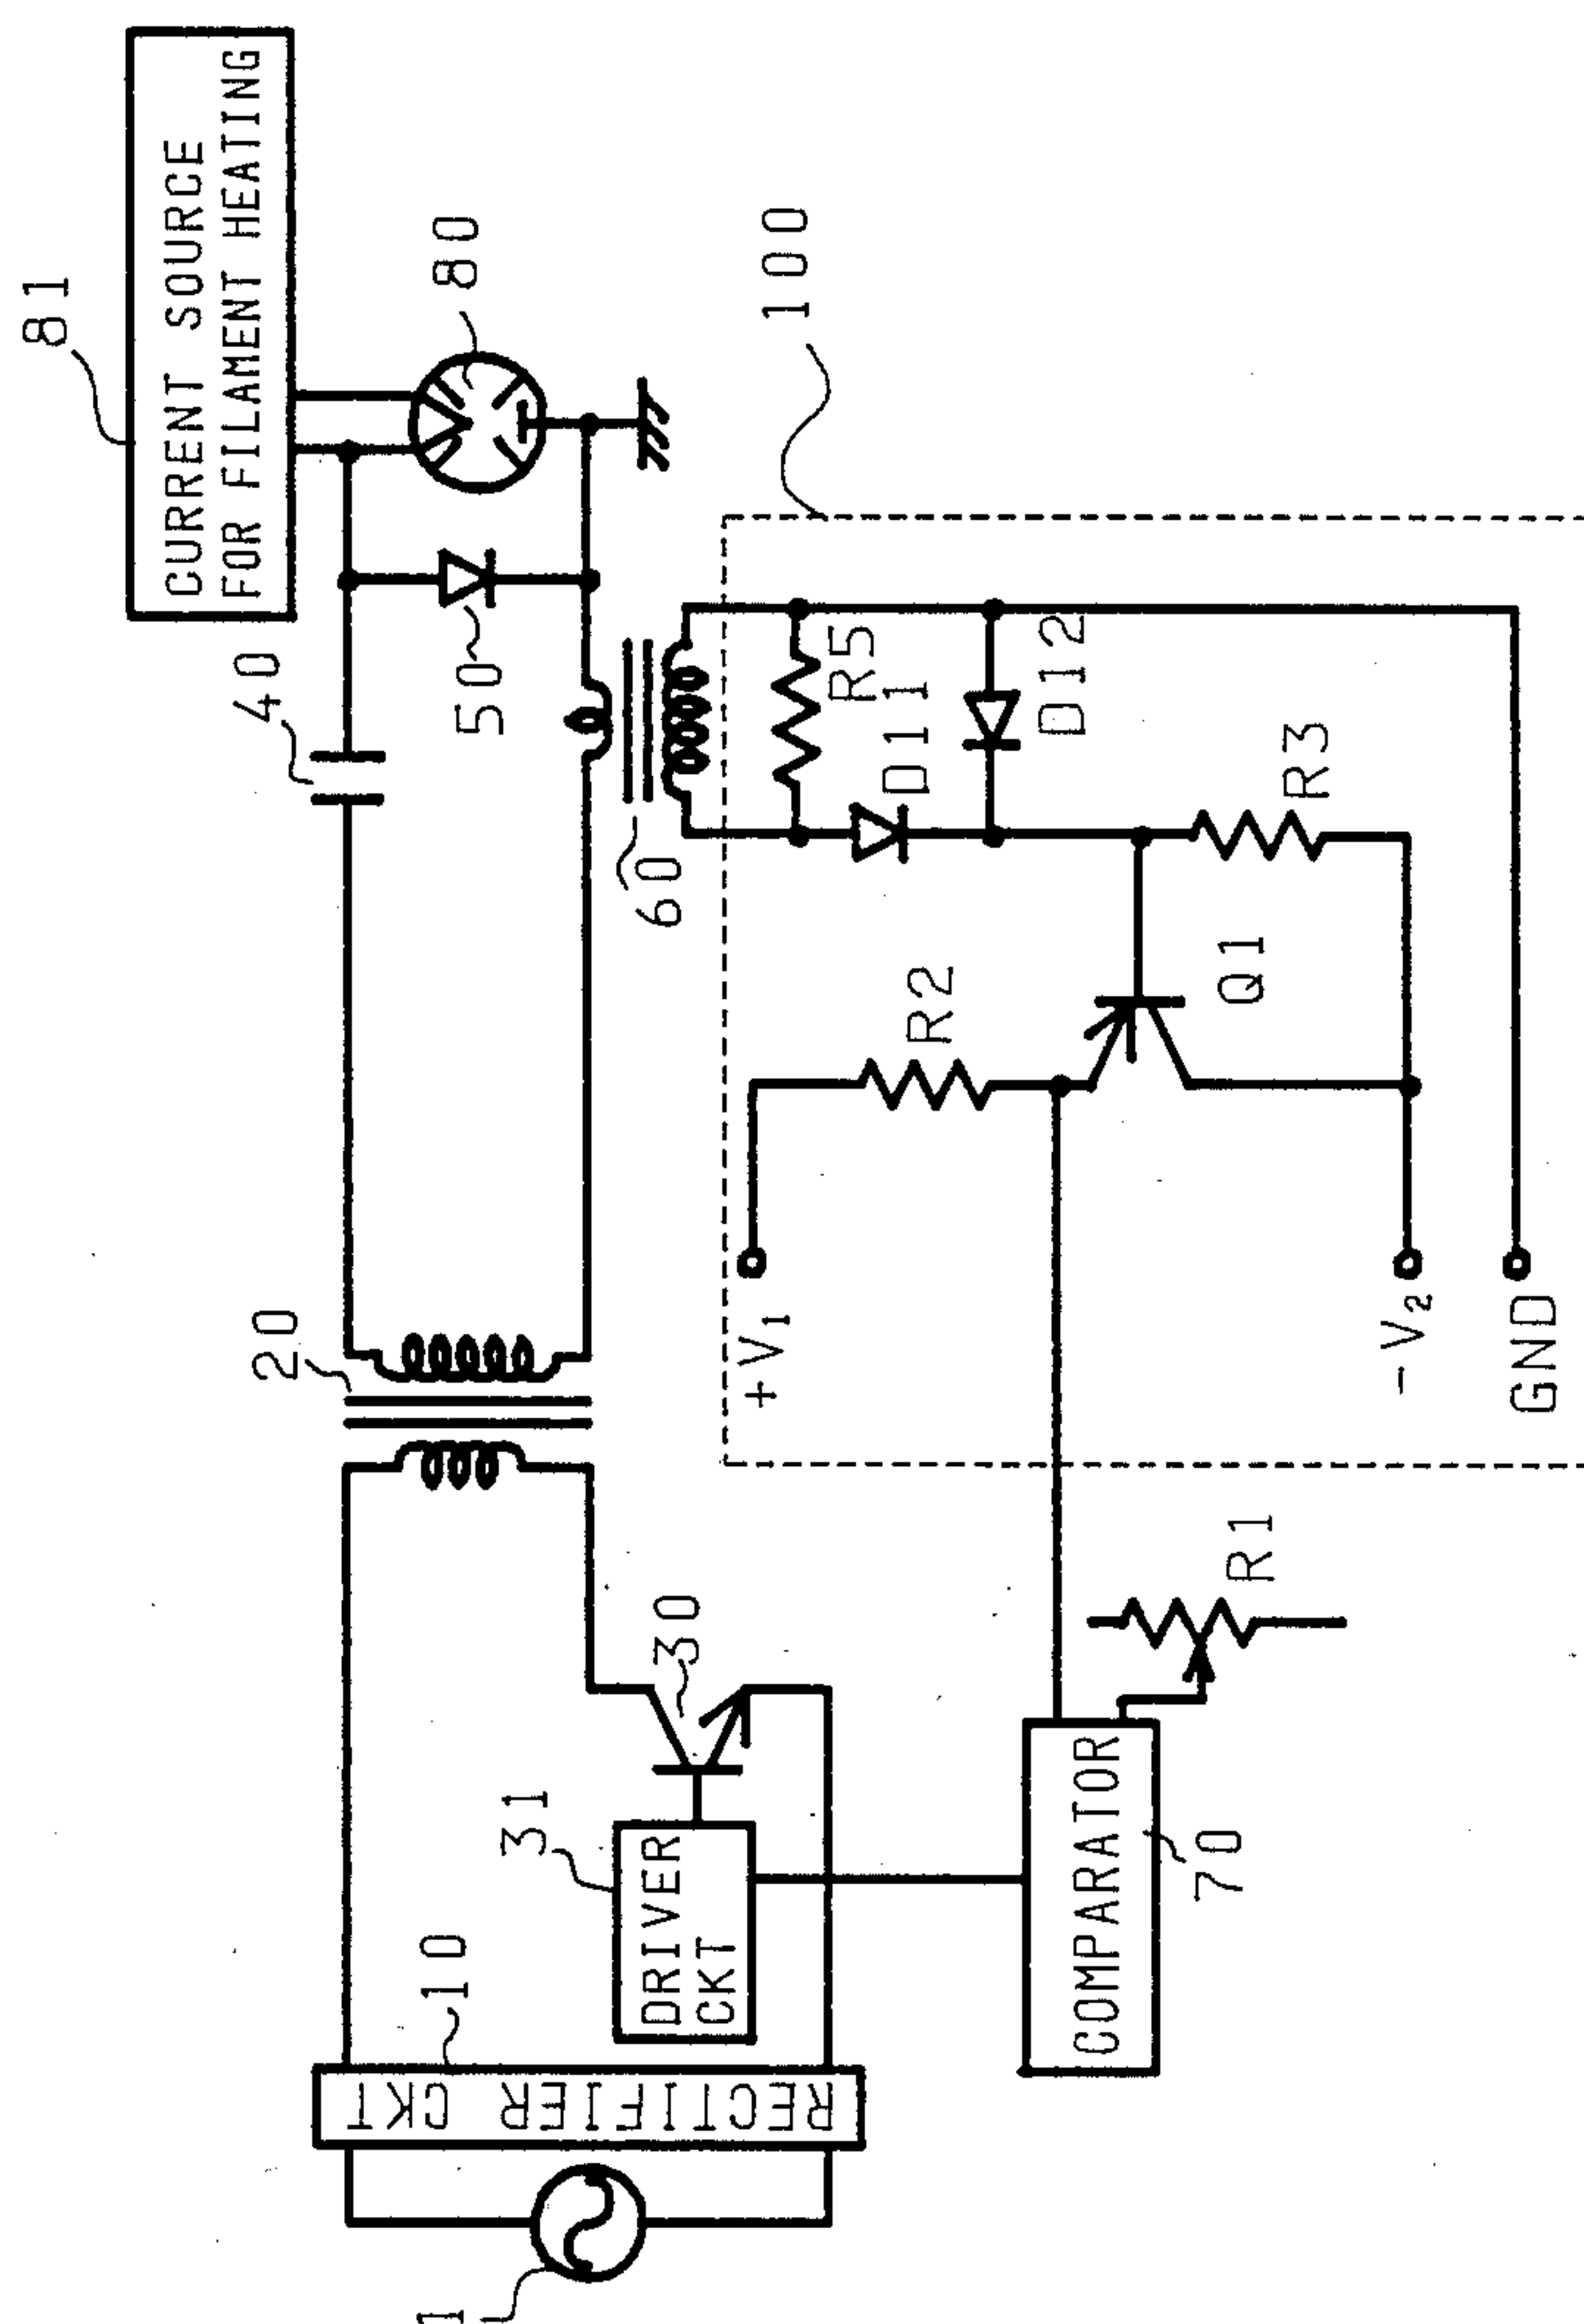 81
CURRENT SOURCE
FOR FILAMENT HEATING
80
40
50
100
60
R5
D11
D12
R3
R2
Q1
20
+V₁
-V₂
GND
30
R1
31
DRIVER
CKT
COMPARATOR
70
10
RECTIFIER CKT
1